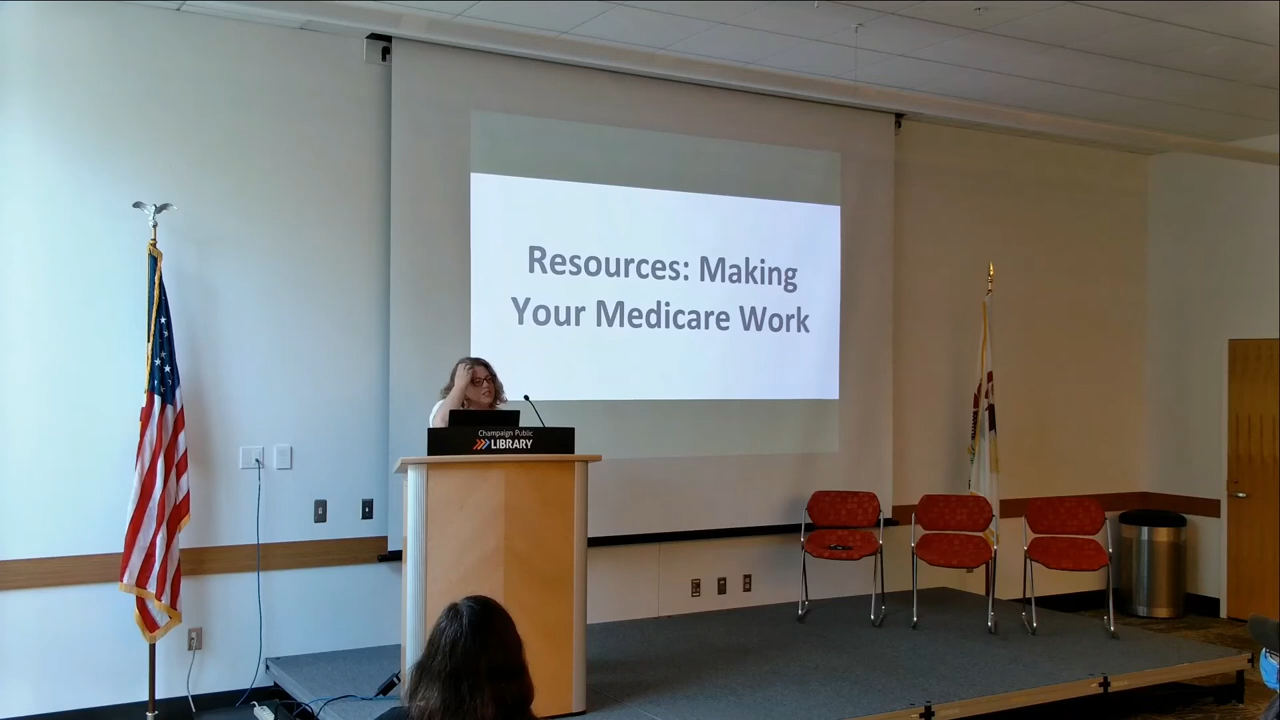 Resources: Making
Your Medicare Work
Champaign Public
LIBRARY